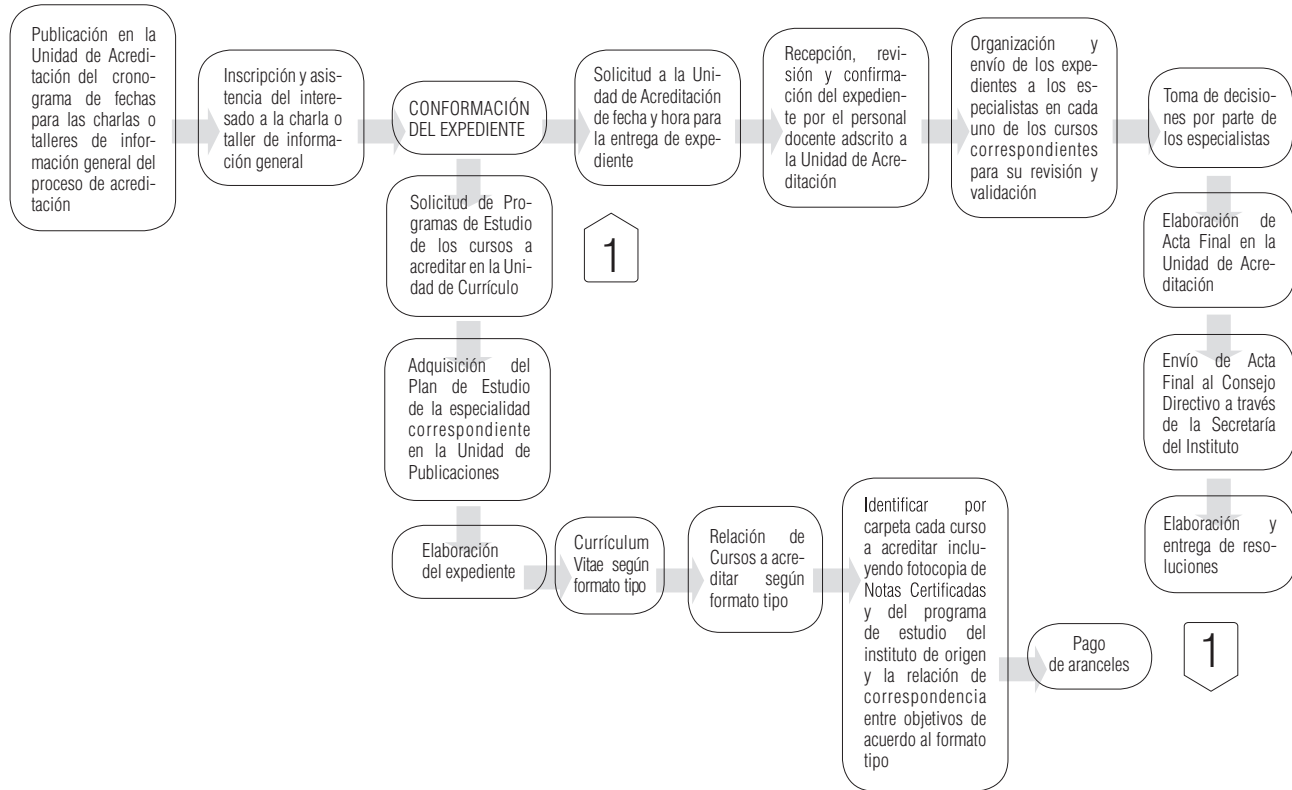 Publicación en la
Unidad de Acredi-
tación del crono-
grama de fechas
para las charlas o
talleres de infor-
mación general del
proceso de acredi-
tación
Inscripción y asis-
tencia del intere-
sado a la charla o
taller de informa-
ción general
CONFORMACIÓN
DEL EXPEDIENTE
Solicitud a la Uni-
dad de Acreditación
de fecha y hora para
la entrega de expe-
diente
Recepción, revi-
sión y confirma-
ción del expedien-
te por el personal
docente adscrito a
la Unidad de Acre-
ditación
Organización y
envío de los expe-
dientes a los es-
pecialistas en cada
uno de los cursos
correspondientes
para su revisión y
validación
Toma de decisio-
nes por parte de
los especialistas
Solicitud de Pro-
gramas de Estudio
de los cursos a
acreditar en la Uni-
dad de Currículo
1
Elaboración de
Acta Final en la
Unidad de Acre-
ditación
Adquisición del
Plan de Estudio
de la especialidad
correspondiente
en la Unidad de
Publicaciones
Envío de Acta
Final al Consejo
Directivo a través
de la Secretaría
del Instituto
Elaboración
del expediente
Currículum
Vitae según
formato tipo
Relación de
Cursos a acre-
ditar según
formato tipo
Identificar por
carpeta cada curso
a acreditar inclu-
yendo fotocopia de
Notas Certificadas
y del programa
de estudio del
instituto de origen
y la relación de
correspondencia
entre objetivos de
acuerdo al formato
tipo
Elaboración y
entrega de reso-
luciones
Pago
de aranceles
1